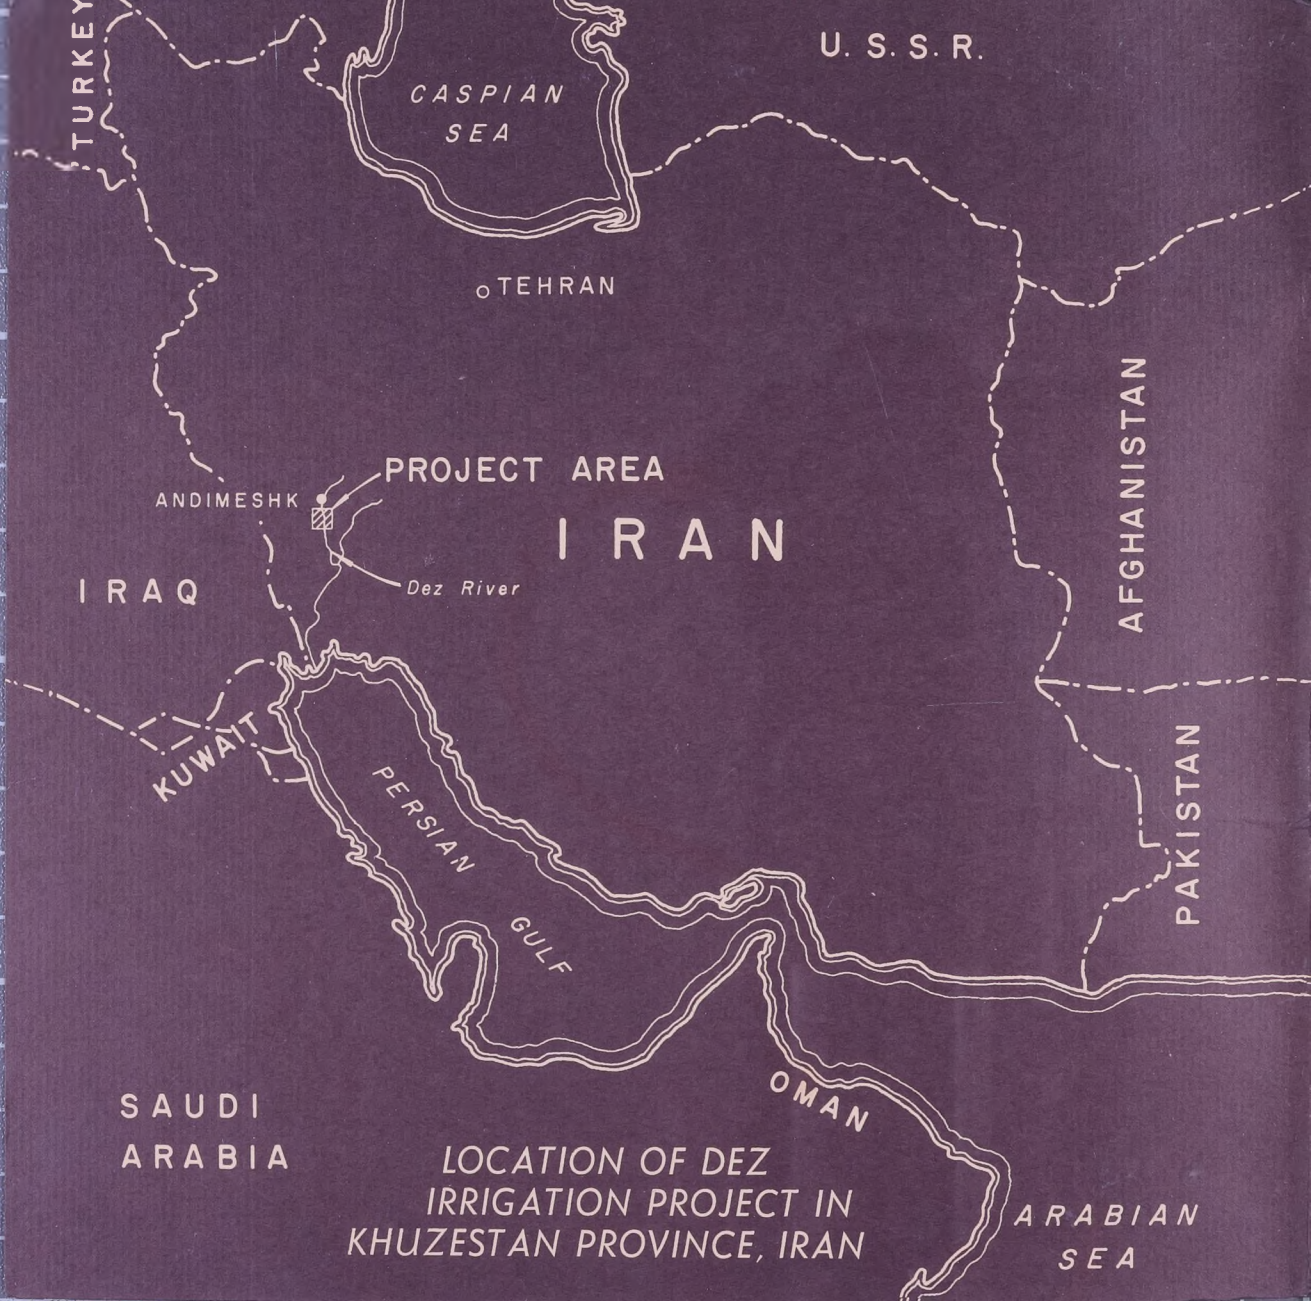 TURKEY
U. S. S. R.
CASPIAN
SEA
TEHRAN
PROJECT AREA
ANDIMESHK
IRAN
AFGHANISTAN
IRAQ
Dez River
KUWAIT
PERSIAN
GULF
PAKISTAN
OMAN
SAUDI
ARABIA
LOCATION OF DEZ
IRRIGATION PROJECT IN
KHUZESTAN PROVINCE, IRAN
ARABIAN
SEA